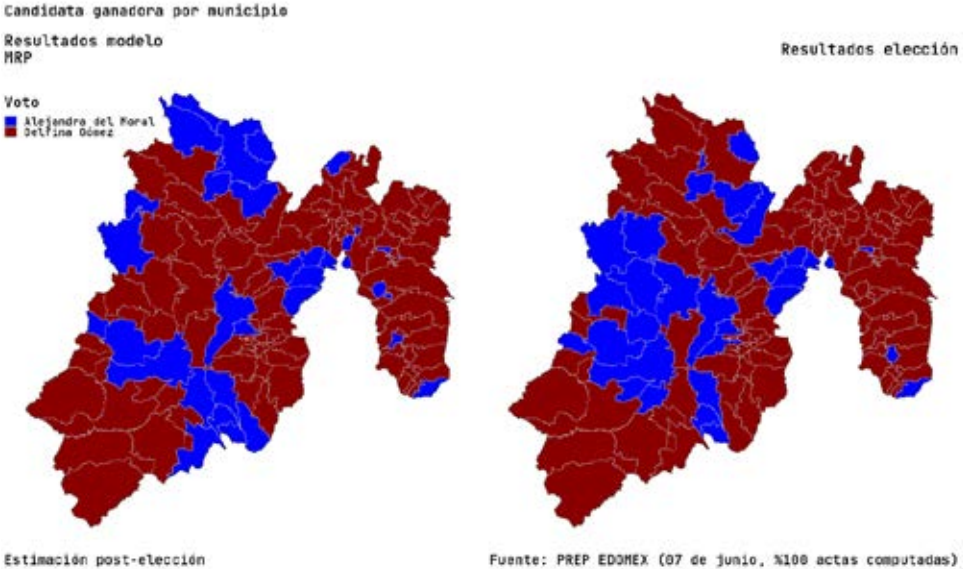 Candidata ganadora por municipio
Resultados modelo
MRP
Resultados elección
Voto
Alejandra del Moral
Delfina Gómez
Estimación post-elección
Fuente: PREP EDOMEX (07 de junio, %100 actas computadas)